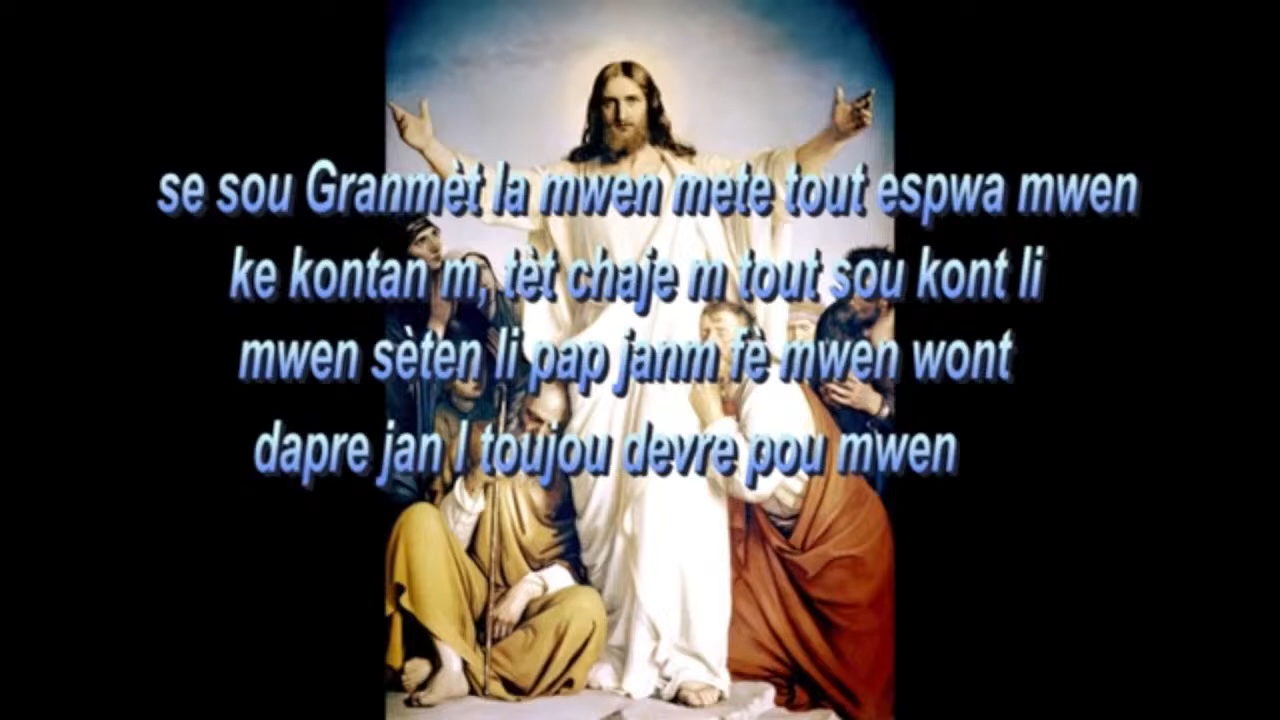 se sou Granmèt la mwen mete tout espwa mwen
ke kontan m, tèt chaje m tout sou kont li
mwen sèten li pap janm fè mwen wont
dapre jan l toujou devre pou mwen